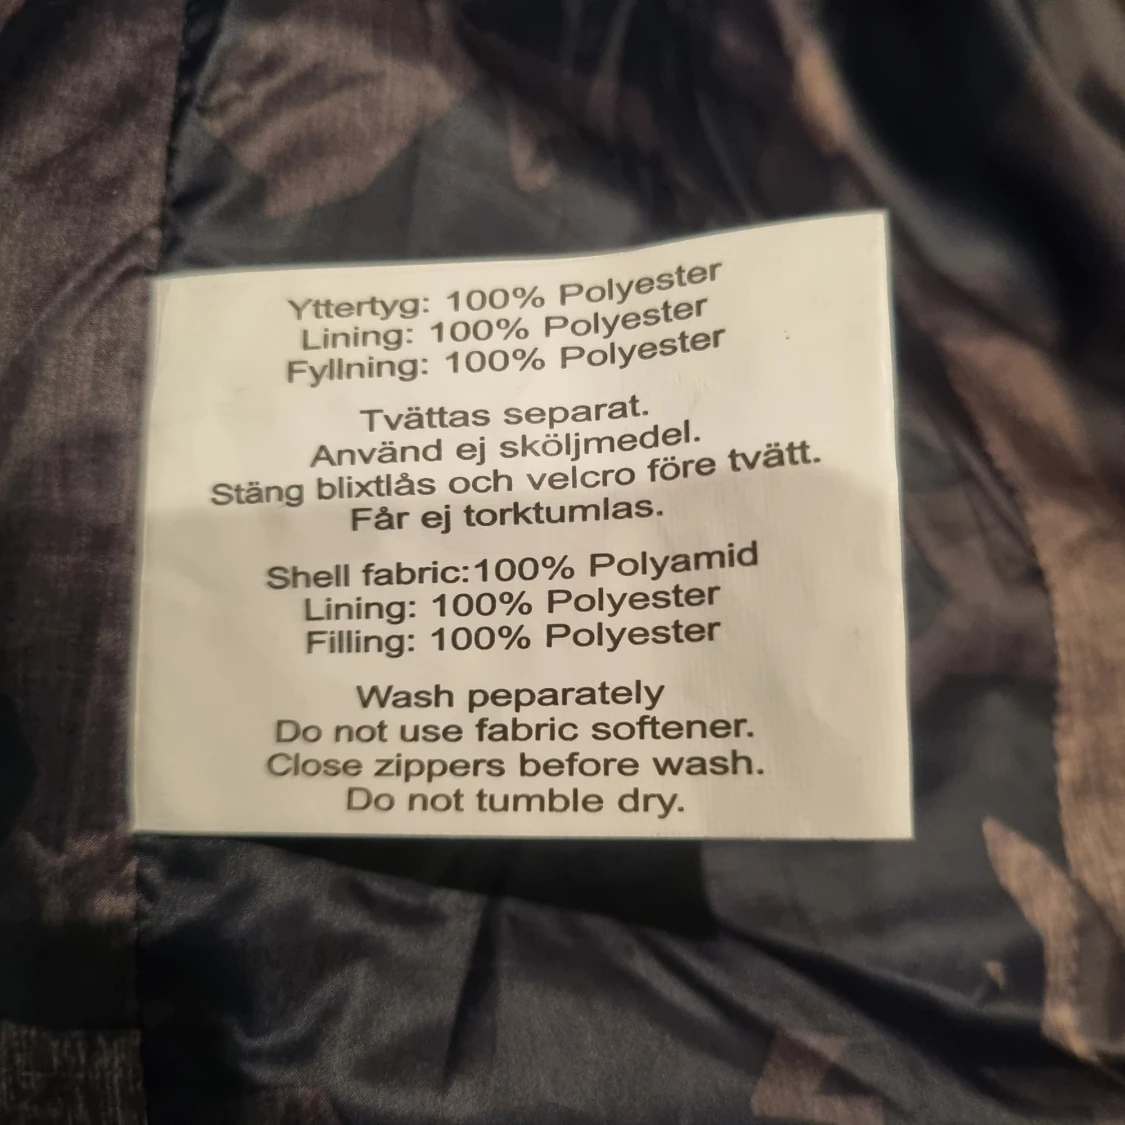 Yttertyg: 100% Polyester
Lining: 100% Polyester
Fyllning: 100% Polyester
Tvättas separat.
Använd ej sköljmedel.
Stäng blixtlås och velcro före tvätt.
Får ej torktumlas.
Shell fabric:100% Polyamid
Lining: 100% Polyester
Filling: 100% Polyester
Wash peparately
Do not use fabric softener.
Close zippers before wash.
Do not tumble dry.